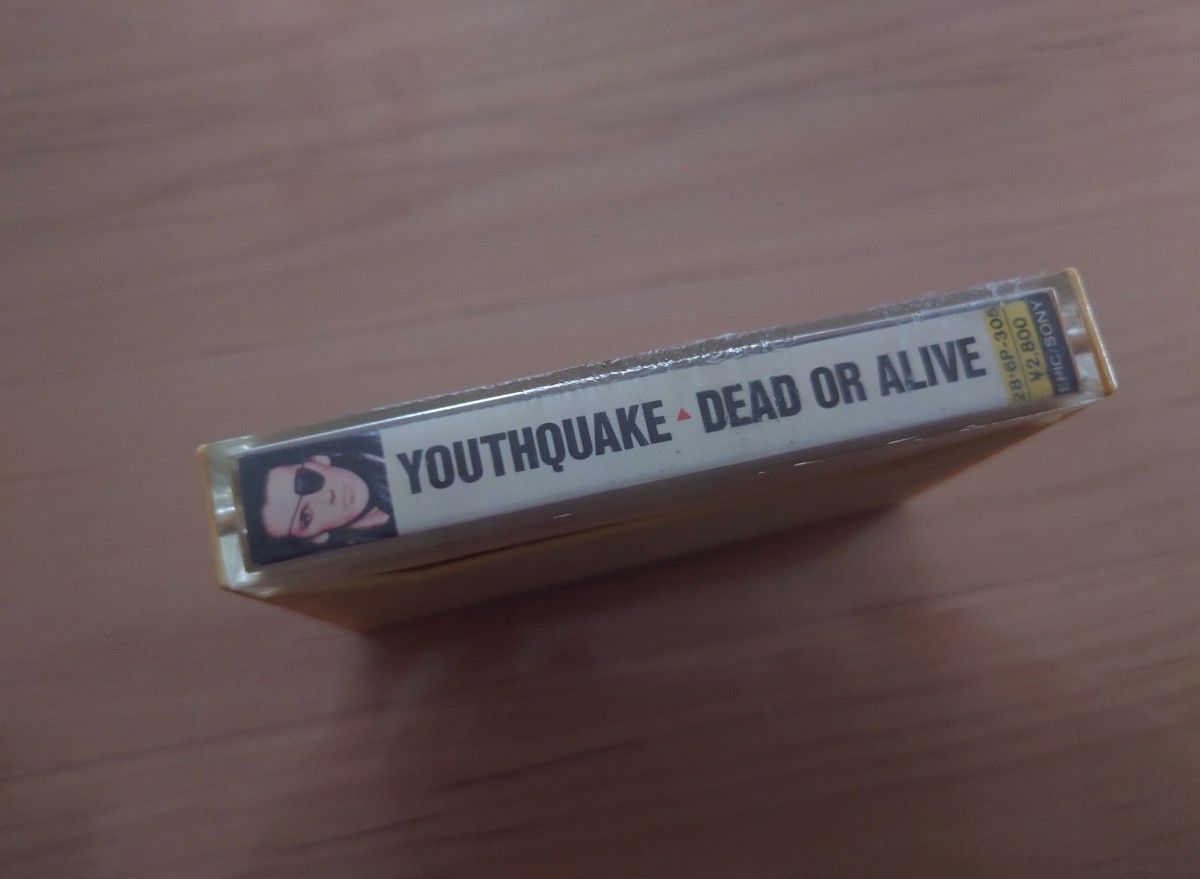 YOUTHQUAKE ▲ DEAD OR ALIVE
28・6P-305
¥2,800
EPIC/SONY